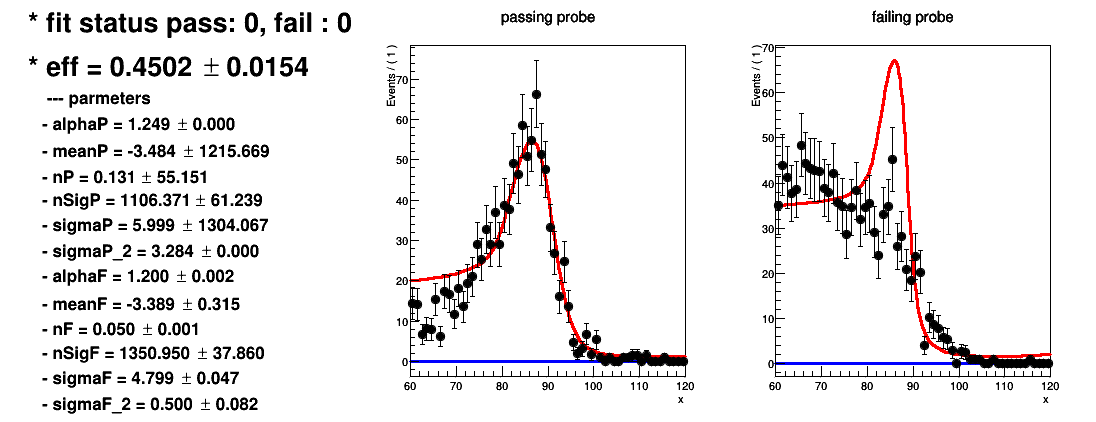 * fit status pass: 0, fail : 0
* eff = 0.4502 ± 0.0154
--- parmeters
- alphaP = 1.249 ± 0.000
- meanP = -3.484 ± 1215.669
- nP = 0.131 ± 55.151
- nSigP = 1106.371 ± 61.239
- sigmaP = 5.999 ± 1304.067
- sigmaP_2 = 3.284 ± 0.000
- alphaF = 1.200 ± 0.002
- meanF = -3.389 ± 0.315
- nF = 0.050 ± 0.001
- nSigF = 1350.950 ± 37.860
- sigmaF = 4.799 ± 0.047
- sigmaF_2 = 0.500 ± 0.082
passing probe
Events / ( 1 )
70
60
50
40
30
20
10
0
60 70 80 90 100 110 120
x
failing probe
Events / ( 1 )
70
60
50
40
30
20
10
0
60 70 80 90 100 110 120
x